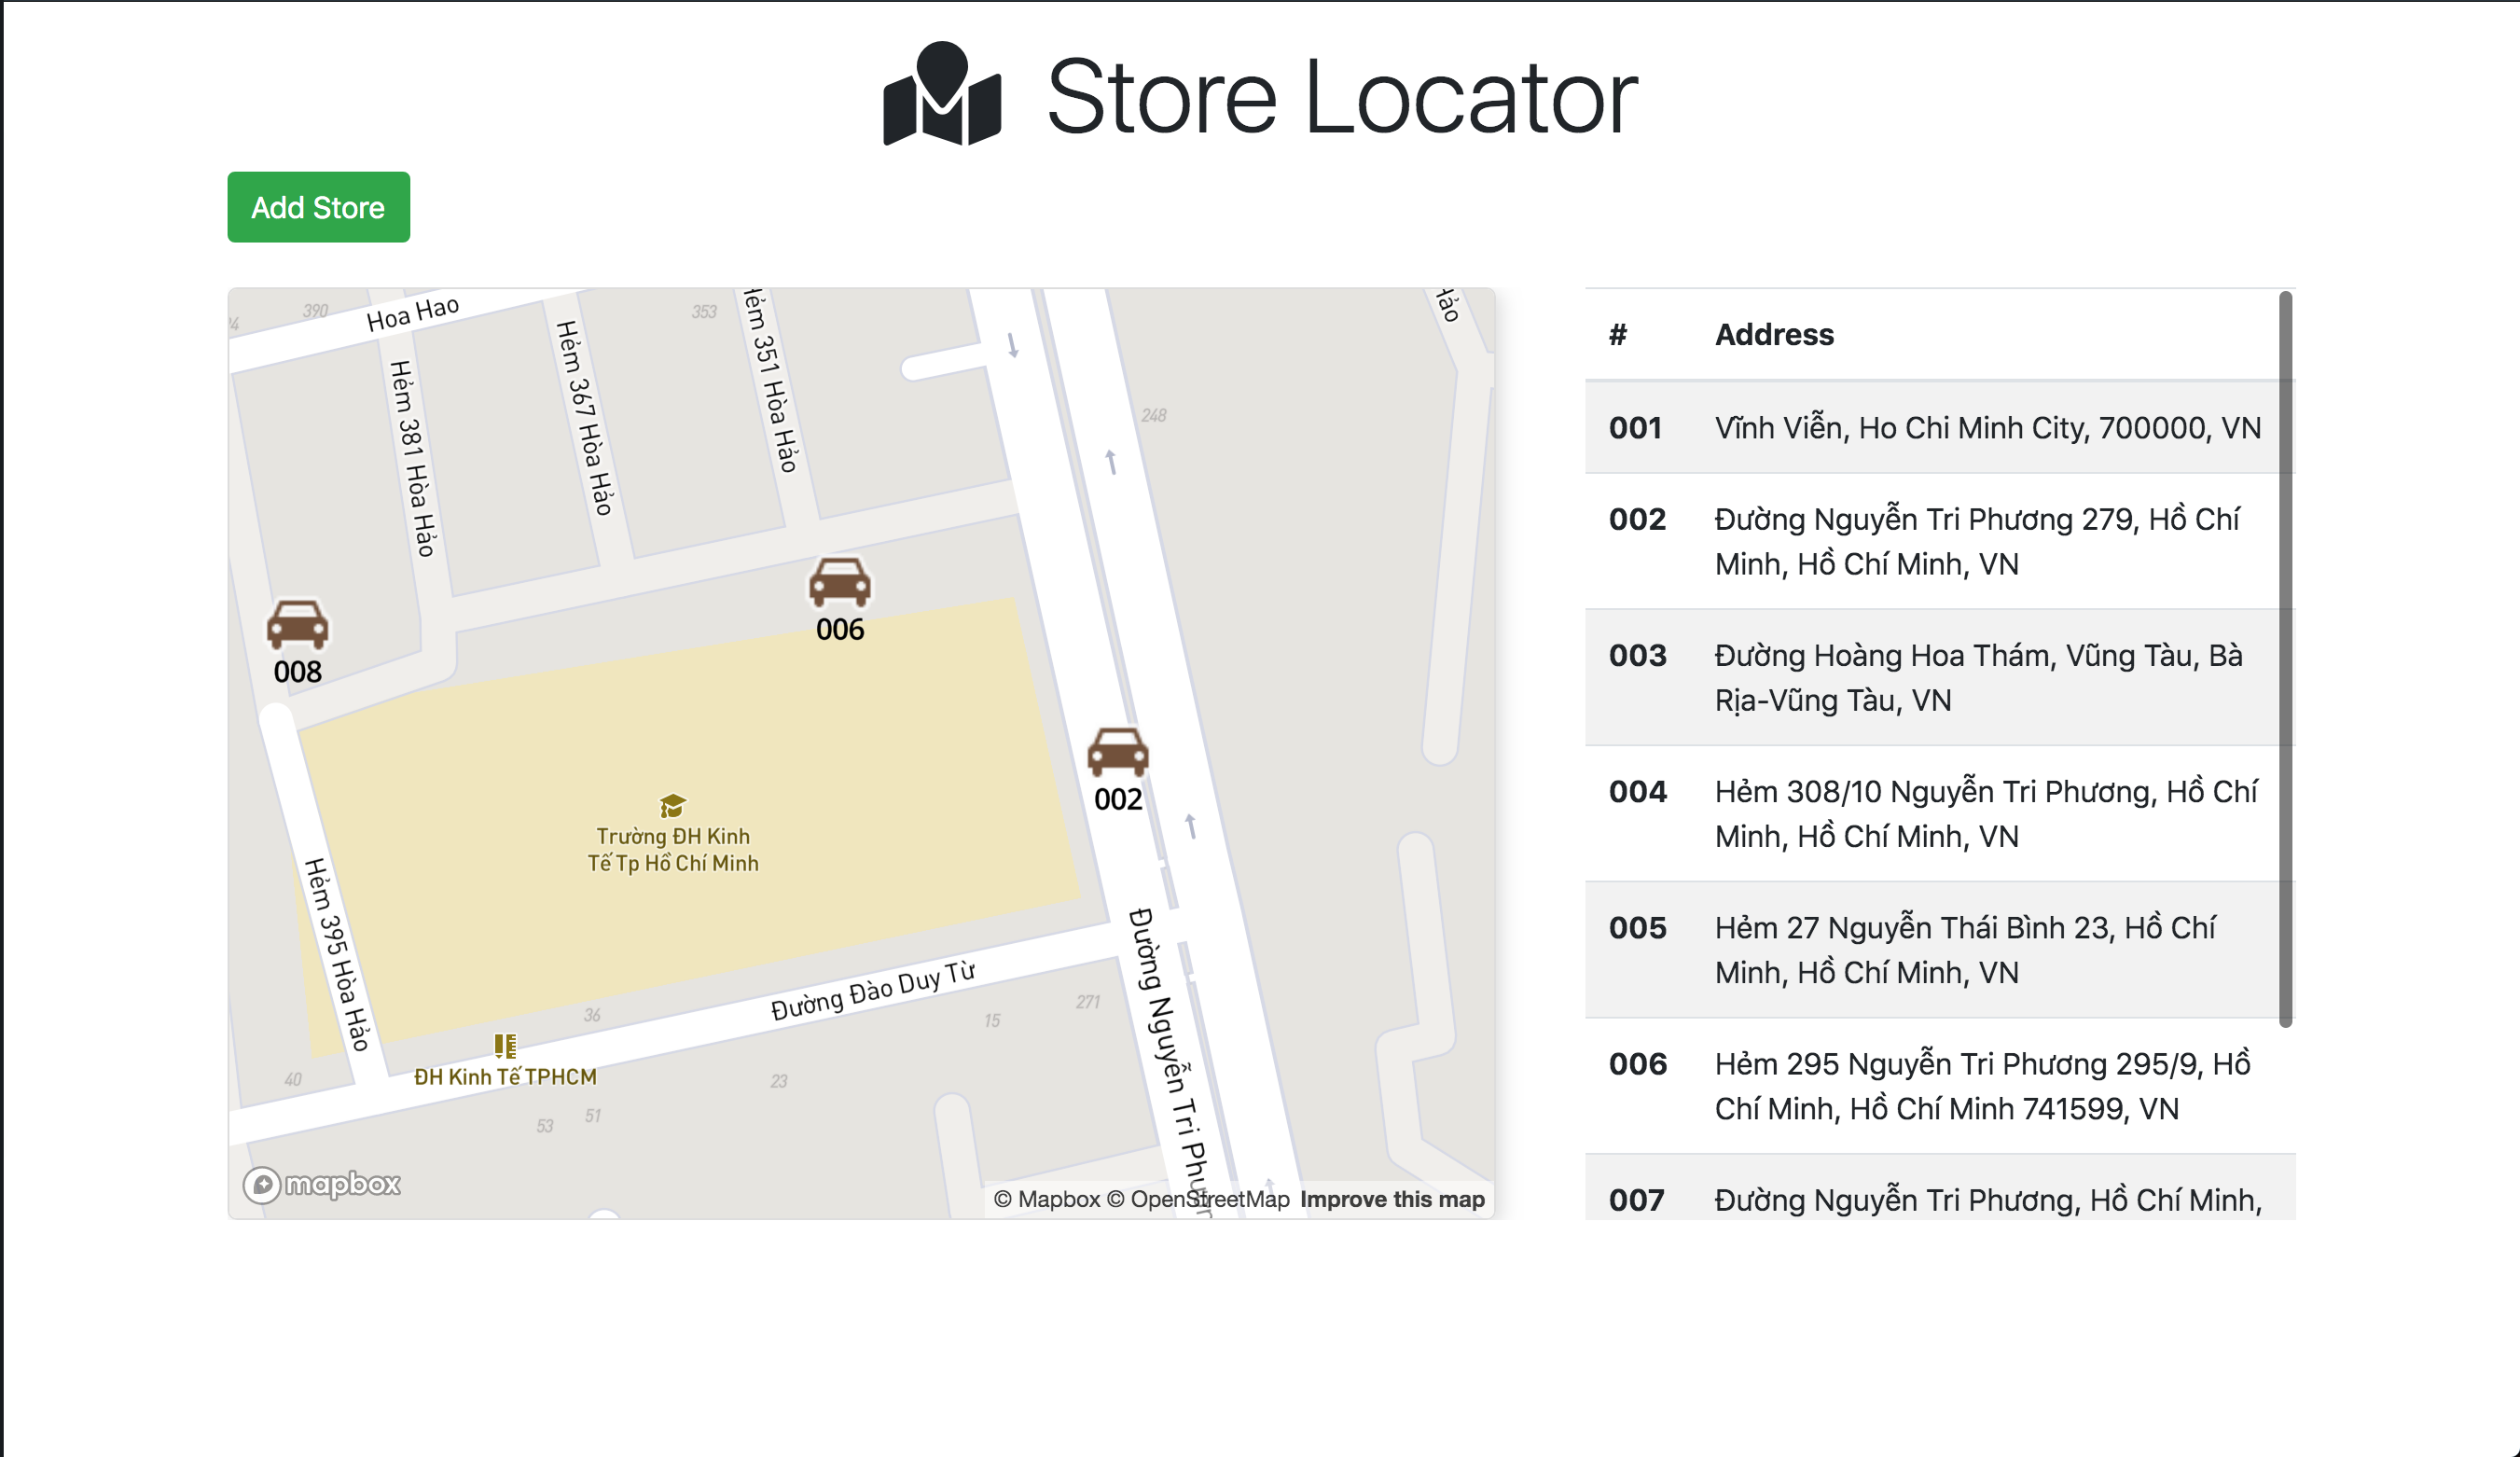 Store Locator
Add Store
390
Hoa Hao
353
Hẻm 381 Hòa Hảo
Hẻm 367 Hòa Hảo
Hẻm 351 Hòa Hảo
Hảo
248
008
006
002
Trường ĐH Kinh
Tế Tp Hồ Chí Minh
Hẻm 395 Hòa Hảo
Đường Đào Duy Từ
Đường Nguyễn Tri Phươn
36
15
271
40
ĐH Kinh Tế TPHCM
23
53
51
mapbox
© Mapbox © OpenStreetMap Improve this map
# Address
001 Vĩnh Viễn, Ho Chi Minh City, 700000, VN
002 Đường Nguyễn Tri Phương 279, Hồ Chí
Minh, Hồ Chí Minh, VN
003 Đường Hoàng Hoa Thám, Vũng Tàu, Bà
Rịa-Vũng Tàu, VN
004 Hẻm 308/10 Nguyễn Tri Phương, Hồ Chí
Minh, Hồ Chí Minh, VN
005 Hẻm 27 Nguyễn Thái Bình 23, Hồ Chí
Minh, Hồ Chí Minh, VN
006 Hẻm 295 Nguyễn Tri Phương 295/9, Hồ
Chí Minh, Hồ Chí Minh 741599, VN
007 Đường Nguyễn Tri Phương, Hồ Chí Minh,